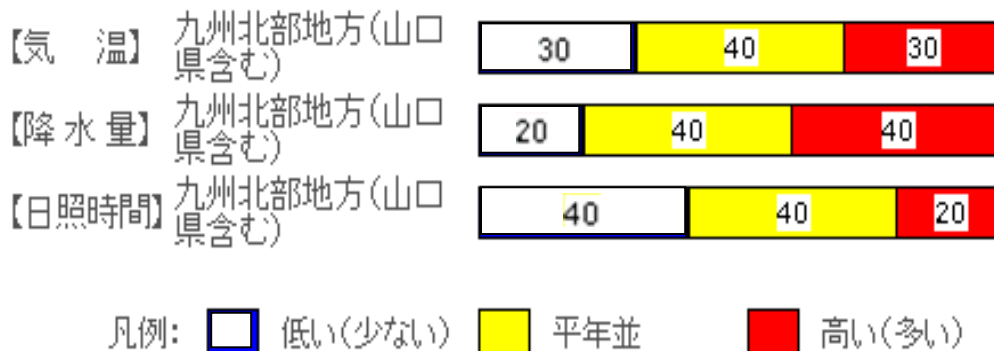 【気　温】 九州北部地方(山口県含む) 30 40 30
【降 水 量】 九州北部地方(山口県含む) 20 40 40
【日照時間】 九州北部地方(山口県含む) 40 40 20
凡例: 低い(少ない) 平年並 高い(多い)